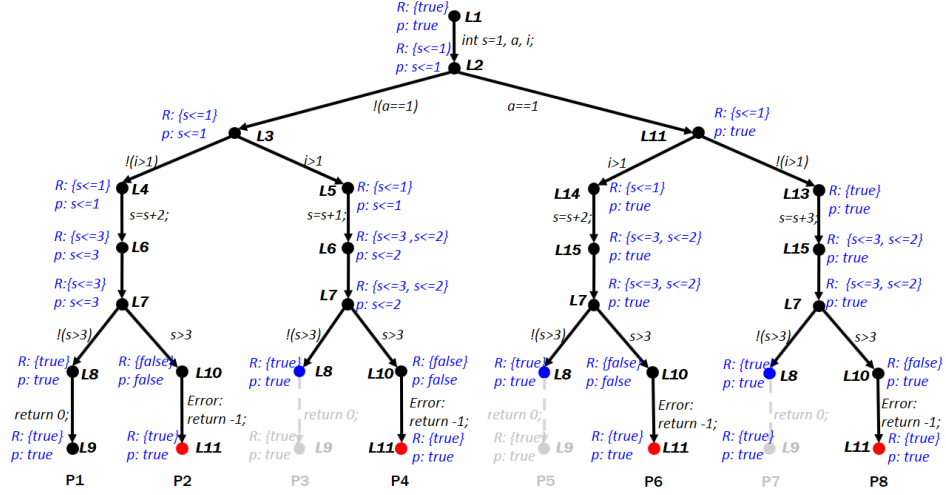 R: {true}
p: true
L1
int s=1, a, i;
R: {s<=1}
p: s<=1
L2
!(a==1)
a==1
R: {s<=1}
p: s<=1
L3
L11
R: {s<=1}
p: true
!(i>1)
i>1
i>1
!(i>1)
R: {s<=1}
p: s<=1
L4
L5
R: {s<=1}
p: s<=1
L14
R: {s<=1}
p: true
L13
R: {true}
p: true
s=s+2;
s=s+1;
s=s+2;
s=s+3;
R: {s<=3}
p: s<=3
L6
L6
R: {s<=3 ,s<=2}
p: s<=2
L15
R: {s<=3, s<=2}
p: true
L15
R: {s<=3, s<=2}
p: true
R:{s<=3}
p: s<=3
L7
L7
R: {s<=3, s<=2}
p: s<=2
L7
R: {s<=3, s<=2}
p: true
L7
R: {s<=3, s<=2}
p: true
!(s>3)
s>3
!(s>3)
s>3
!(s>3)
s>3
!(s>3)
s>3
R: {true}
p: true
L8
R: {false}
p: false
L10
R: {true}
p: true
L8
L10
R: {false}
p: false
R: {true}
p: true
L8
R: {false}
p: false
L10
R: {true}
p: true
L8
L10
R: {false}
p: true
return 0;
Error:
return -1;
return 0;
Error:
return -1;
return 0;
Error:
return -1;
return 0;
Error:
return -1;
R: {true}
p: true
L9
R: {true}
p: true
L11
R: {true}
p: true
L9
L11
R: {true}
p: true
R: {true}
p: true
L9
R: {true}
p: true
L11
R: {true}
p: true
L9
L11
R: {true}
p: true
P1
P2
P3
P4
P5
P6
P7
P8